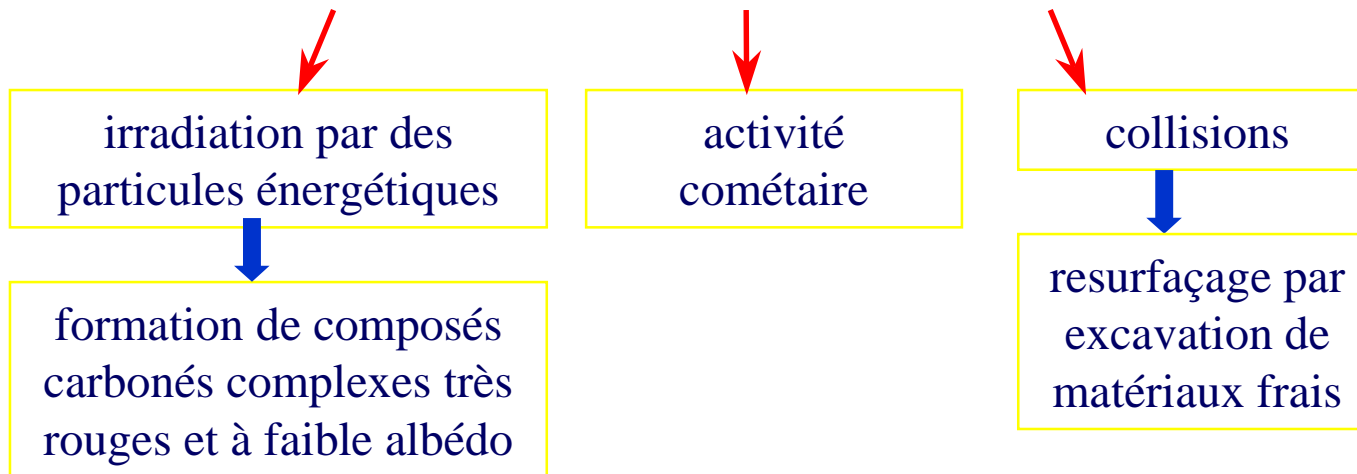 irradiation par des
particules énergétiques
activité
cométaire
collisions
formation de composés
carbonés complexes très
rouges et à faible albédo
resurfaçage par
excavation de
matériaux frais